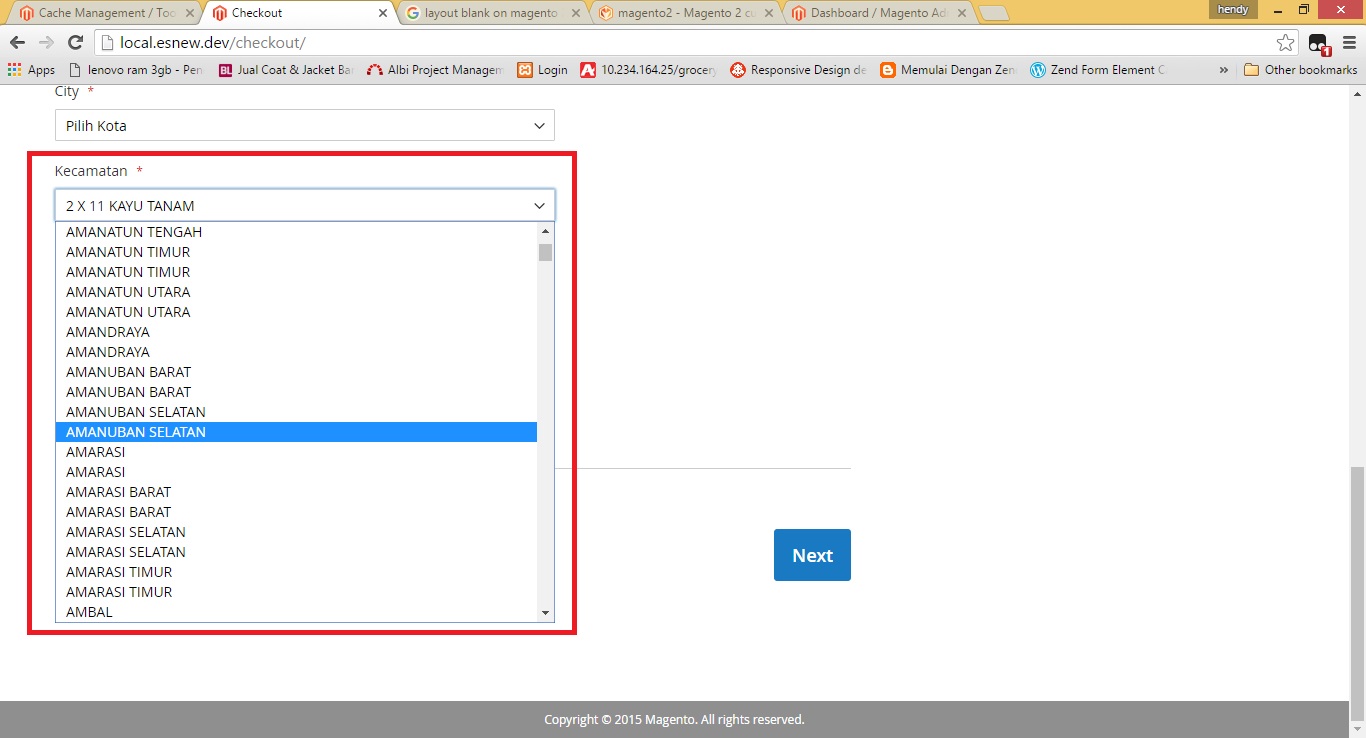 Cache Management / Too
Checkout
layout blank on magento
magento2 - Magento 2 cu
Dashboard / Magento Ad
hendy
local.esnew.dev/checkout/
1
Apps
lenovo ram 3gb - Pen
BL Jual Coat & Jacket Bar
Albi Project Managem
Login
10.234.164.25/grocery
Responsive Design de
Memulai Dengan Zen
Zend Form Element C
»
Other bookmarks
City *
Pilih Kota
Kecamatan *
2 X 11 KAYU TANAM
AMANATUN TENGAH
AMANATUN TIMUR
AMANATUN TIMUR
AMANATUN UTARA
AMANATUN UTARA
AMANDRAYA
AMANDRAYA
AMANUBAN BARAT
AMANUBAN BARAT
AMANUBAN SELATAN
AMANUBAN SELATAN
AMARASI
AMARASI
AMARASI BARAT
AMARASI BARAT
AMARASI SELATAN
AMARASI SELATAN
AMARASI TIMUR
AMARASI TIMUR
AMBAL
Next
Copyright © 2015 Magento. All rights reserved.